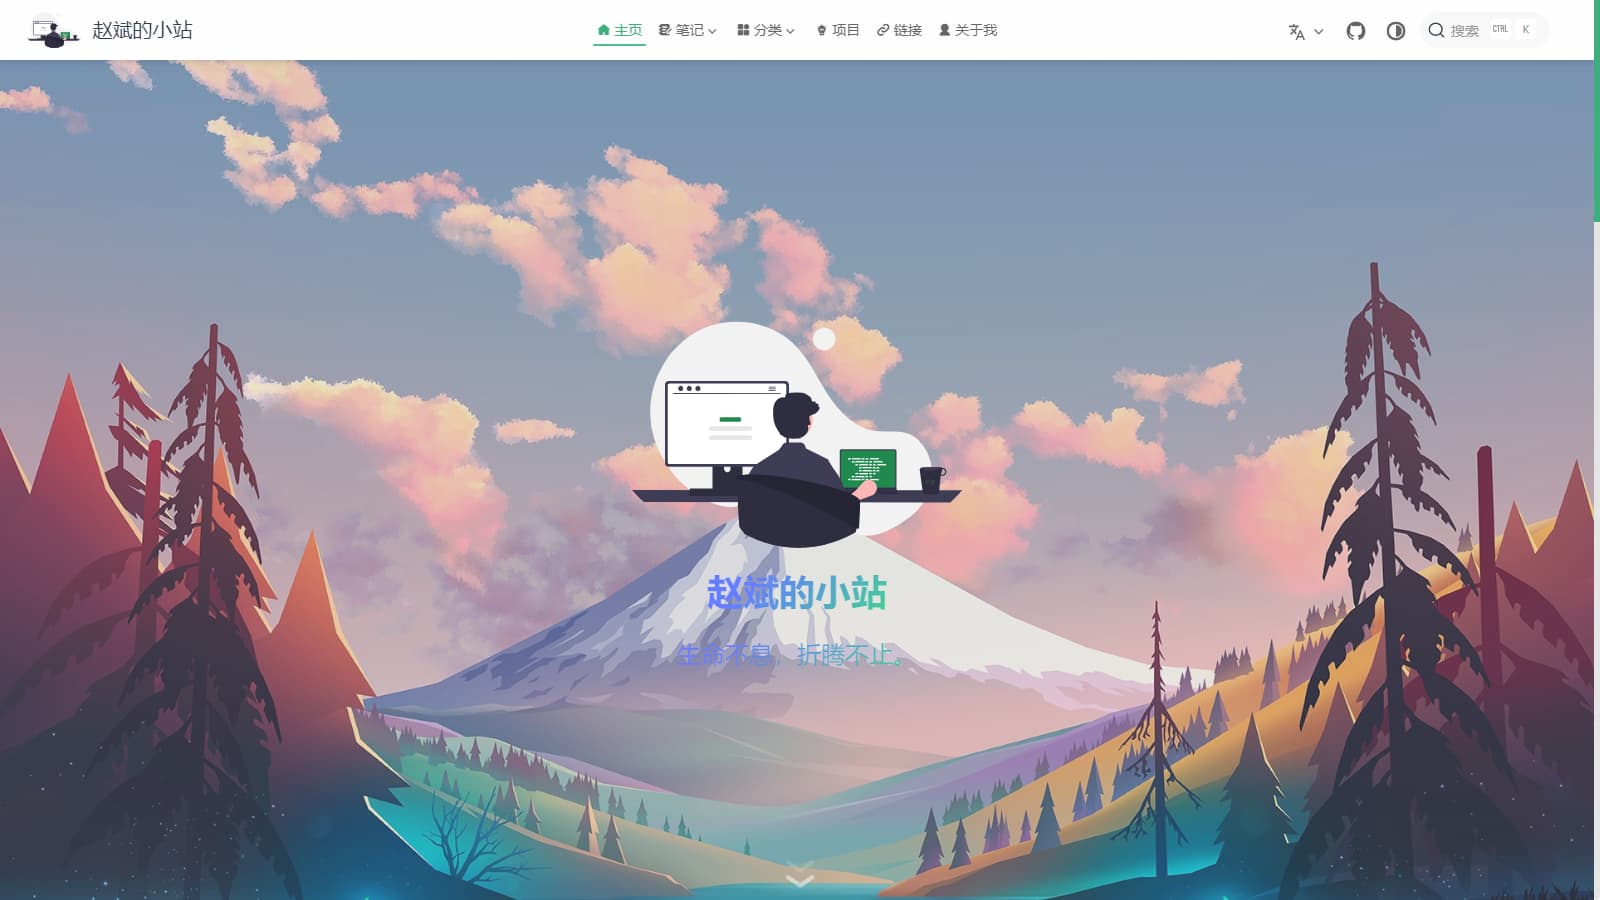 赵斌的小站
主页 笔记 分类 项目 链接 关于我
搜索 CTRL K
赵斌的小站
生命不息，折腾不止。